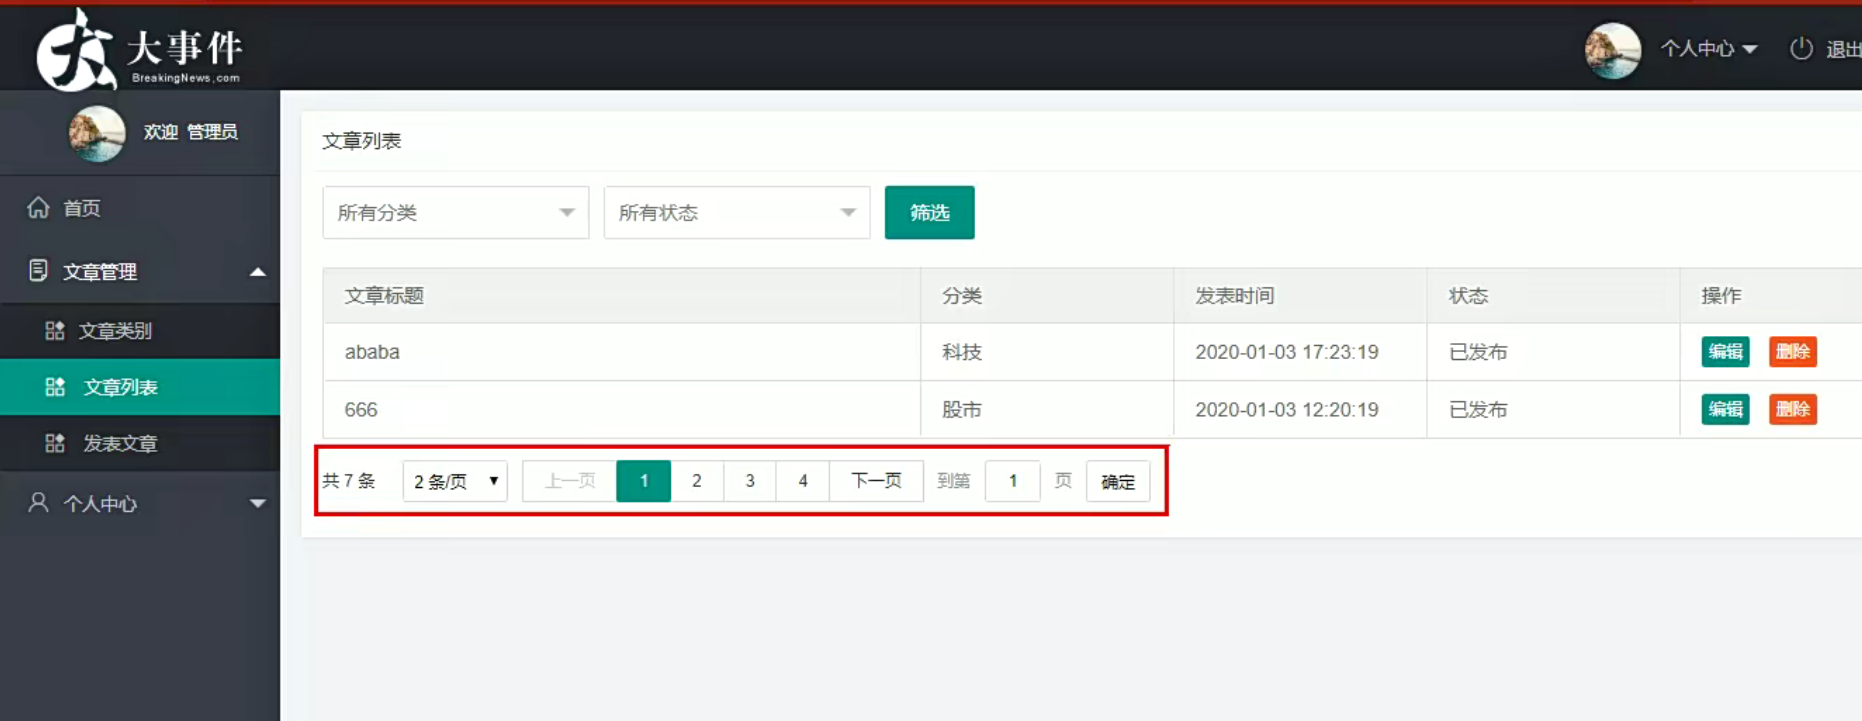 大事件
BreakingNews.com
个人中心
退出
欢迎 管理员
首页
文章管理
文章类别
文章列表
发表文章
个人中心
文章列表
所有分类 所有状态 筛选
文章标题 分类 发表时间 状态 操作
ababa 科技 2020-01-03 17:23:19 已发布 编辑 删除
666 股市 2020-01-03 12:20:19 已发布 编辑 删除
共 7 条 2 条/页 上一页 1 2 3 4 下一页 到第 1 页 确定